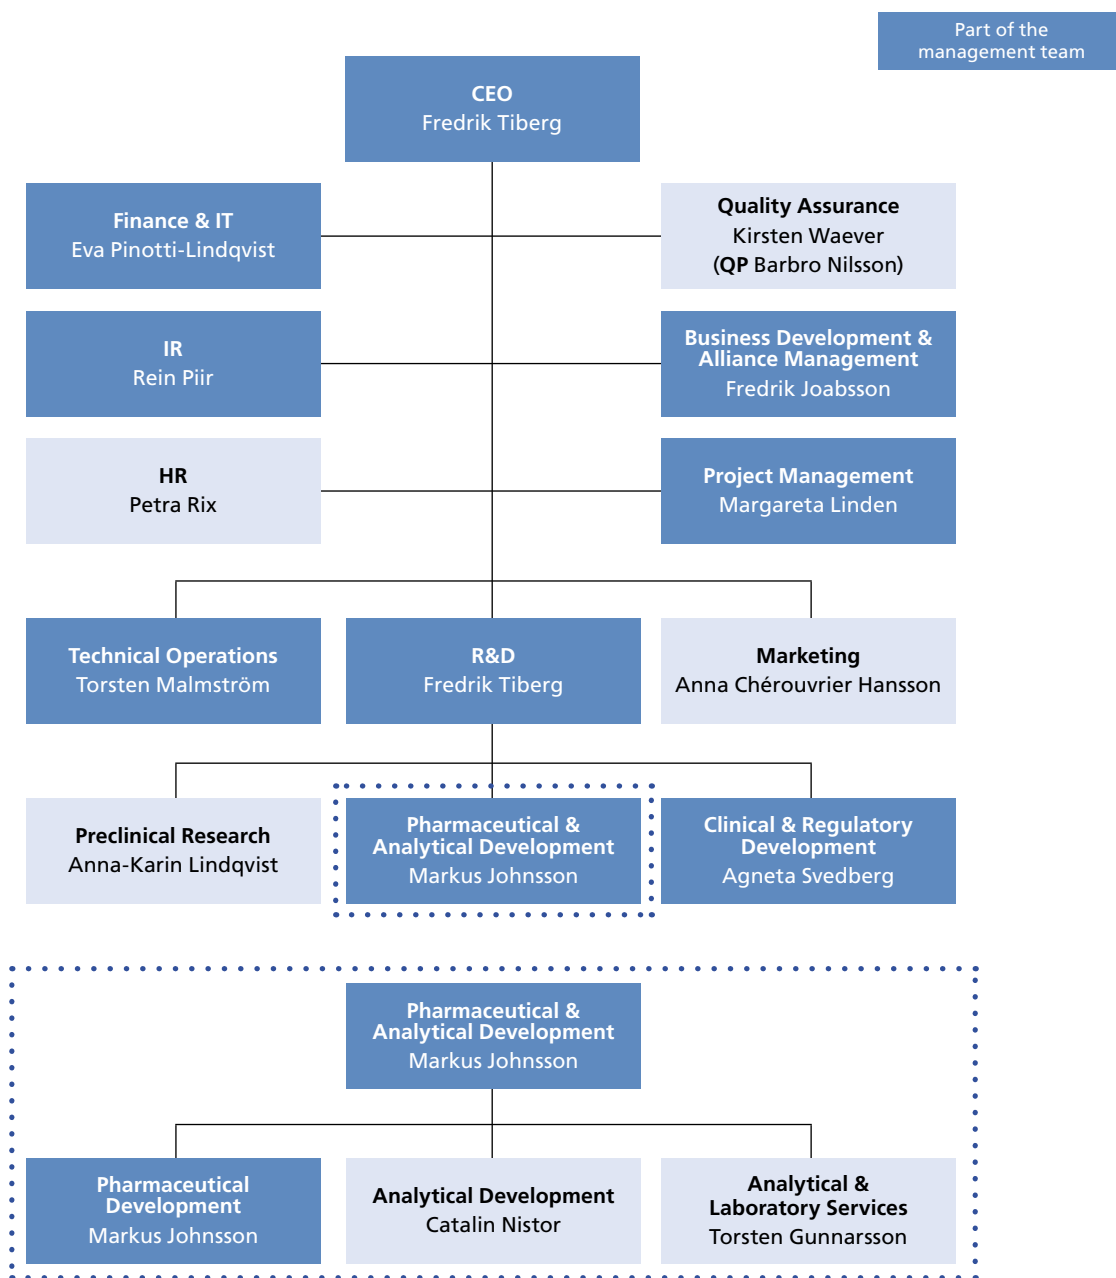 Part of the
management team
CEO
Fredrik Tiberg
Finance & IT
Eva Pinotti-Lindqvist
Quality Assurance
Kirsten Waever
(QP Barbro Nilsson)
IR
Rein Piir
Business Development &
Alliance Management
Fredrik Joabsson
HR
Petra Rix
Project Management
Margareta Linden
Technical Operations
Torsten Malmström
R&D
Fredrik Tiberg
Marketing
Anna Chérouvrier Hansson
Preclinical Research
Anna-Karin Lindqvist
Pharmaceutical &
Analytical Development
Markus Johnsson
Clinical & Regulatory
Development
Agneta Svedberg
Pharmaceutical &
Analytical Development
Markus Johnsson
Pharmaceutical
Development
Markus Johnsson
Analytical Development
Catalin Nistor
Analytical &
Laboratory Services
Torsten Gunnarsson